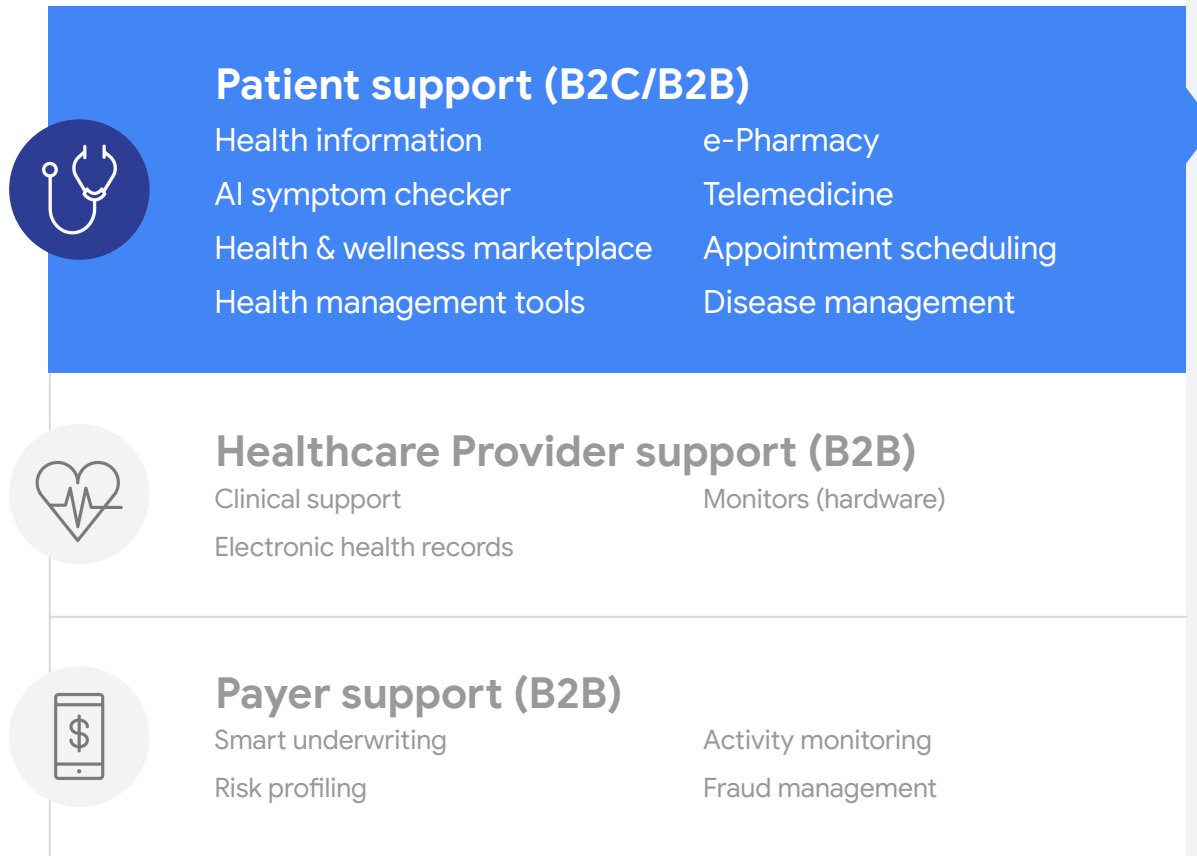 Patient support (B2C/B2B)
Health information
e-Pharmacy
AI symptom checker
Telemedicine
Health & wellness marketplace
Appointment scheduling
Health management tools
Disease management
Healthcare Provider support (B2B)
Clinical support
Monitors (hardware)
Electronic health records
Payer support (B2B)
$
Smart underwriting
Activity monitoring
Risk profiling
Fraud management